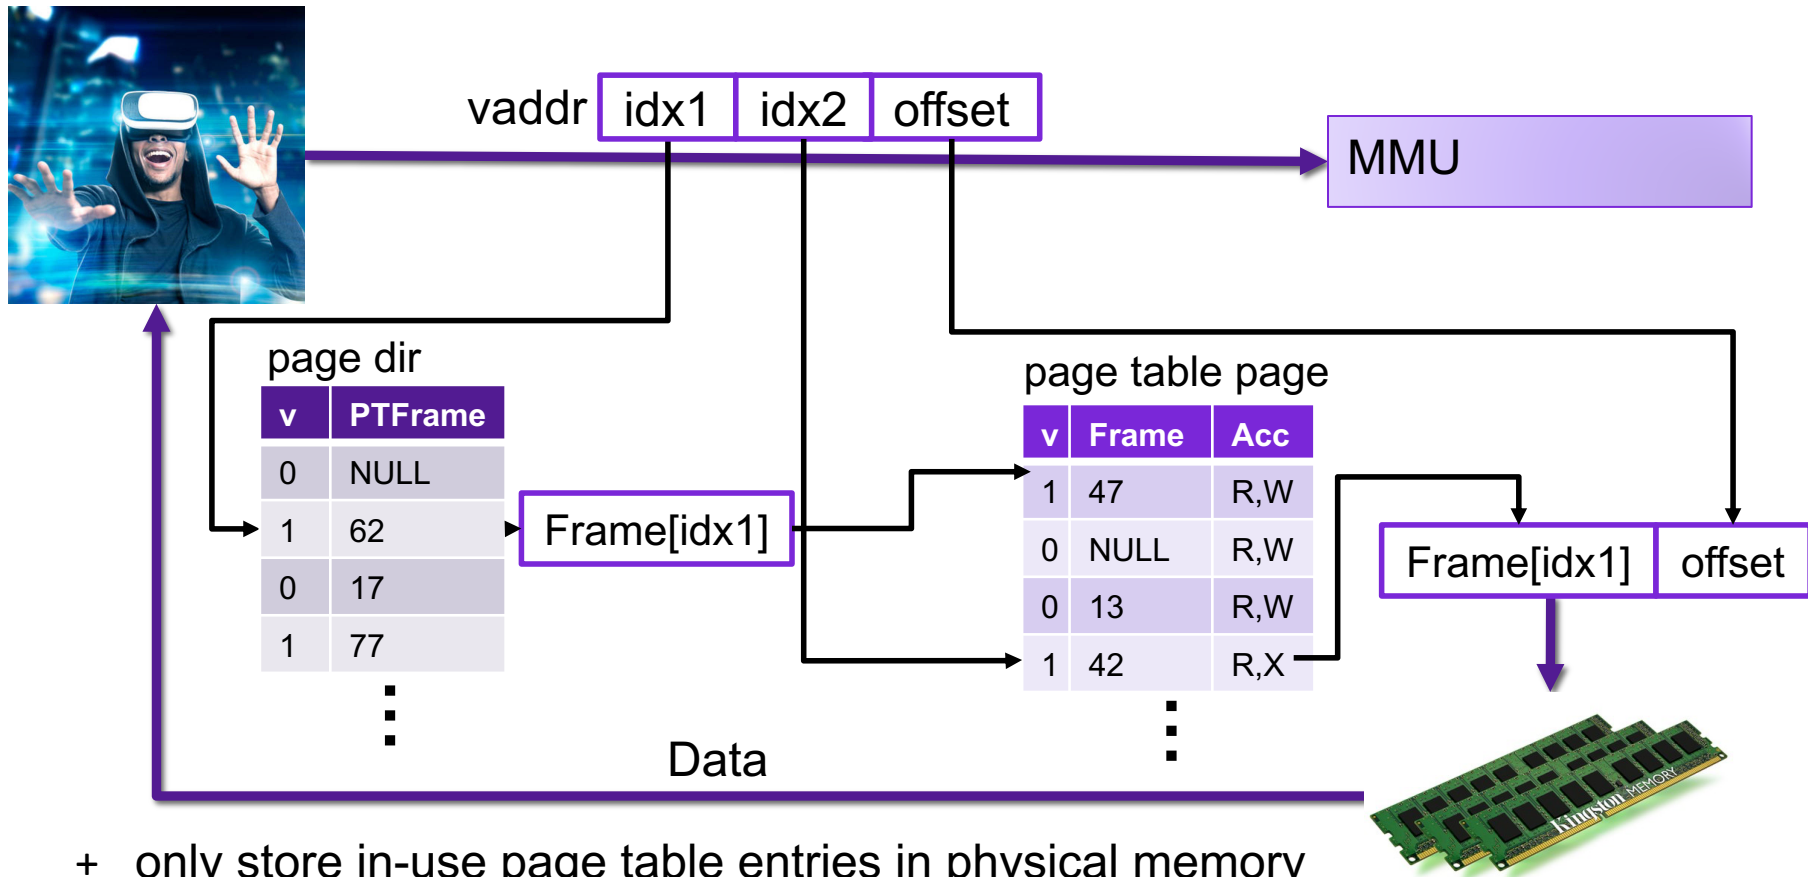 vaddr idx1 idx2 offset
MMU
page dir
v PTFrame
0 NULL
1 62
0 17
1 77
Frame[idx1]
page table page
v Frame Acc
1 47 R,W
0 NULL R,W
0 13 R,W
1 42 R,X
Frame[idx1] offset
Data
Kingston MEMORY
+ only store in-use page table entries in physical memory